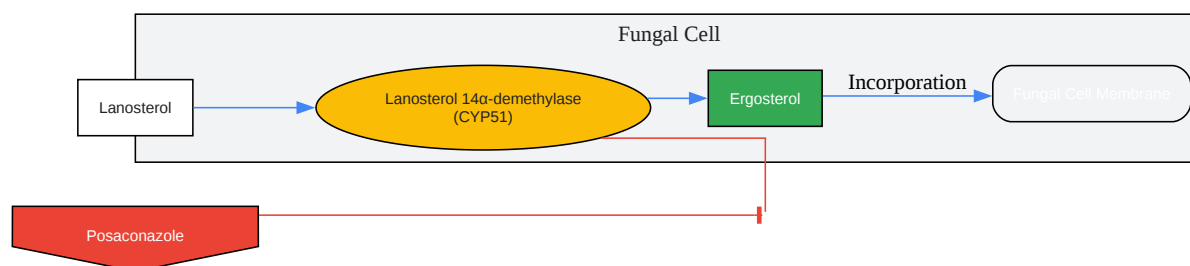 Fungal Cell
Lanosterol
Lanosterol 14α-demethylase
(CYP51)
Ergosterol
Incorporation
Fungal Cell Membrane
Posaconazole